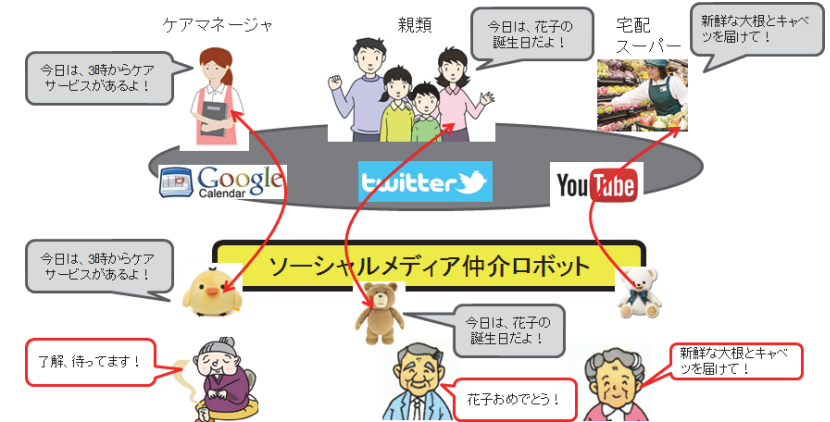 ケアマネージャ
親類
宅配
スーパー
今日は、3時からケア
サービスがあるよ！
今日は、花子の
誕生日だよ！
新鮮な大根とキャベ
ツを届けて！
Google
Calendar
twitter
YouTube
ソーシャルメディア仲介ロボット
今日は、3時からケア
サービスがあるよ！
今日は、花子の
誕生日だよ！
了解、待ってます！
花子おめでとう！
新鮮な大根とキャベ
ツを届けて！